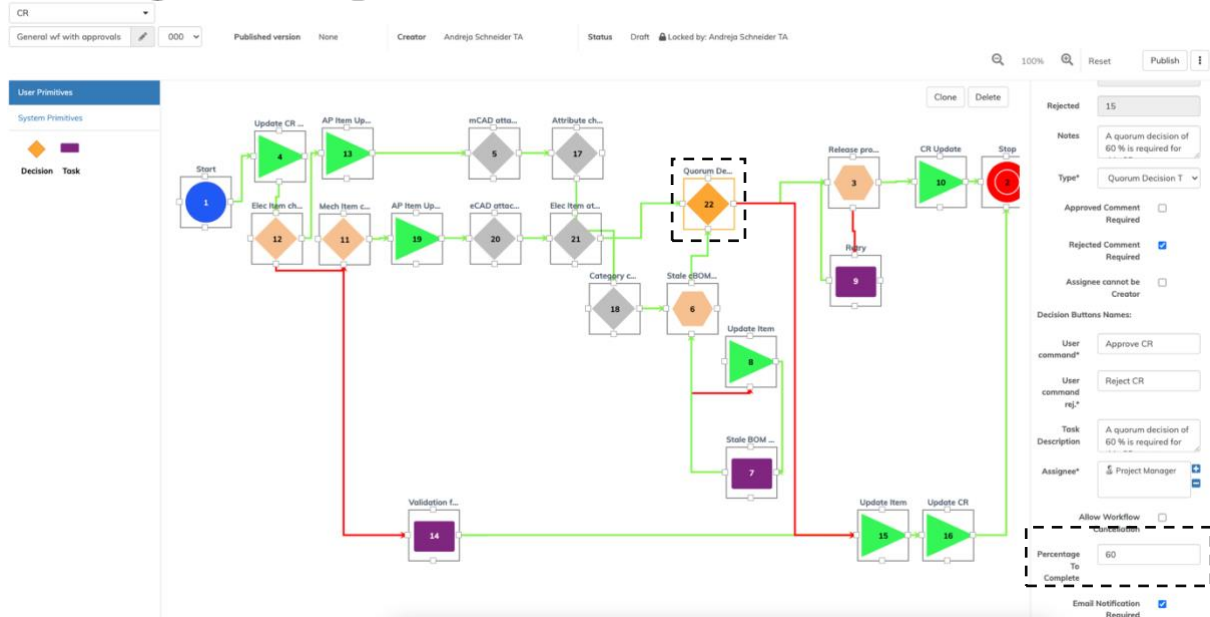 CR
General wf with approvals 000 Published version None Creator Andreja Schneider TA Status Draft Locked by: Andreja Schneider TA
100% Reset Publish
User Primitives
System Primitives
Decision Task
Clone Delete
Update CR ... AP Item Up... mCAD atta... Attribute ch...
4 13 5 17
Start
1
Elec Item ch... Mech Item c... AP Item Up... eCAD attac... Elec Item at...
12 11 19 20 21
Quorum De...
22
Release pro... CR Update Stop
3 10 2
Retry
9
Category c... Stale cBOM...
18 6
Update Item
8
Stale BOM ...
7
Validation f...
14
Update Item Update CR
15 16
Rejected 15
Notes A quorum decision of
60 % is required for
Type* Quorum Decision T
Approved Comment
Required
Rejected Comment
Required
Assignee cannot be
Creator
Decision Buttons Names:
User
command* Approve CR
User
command
rej.* Reject CR
Task
Description A quorum decision of
60 % is required for
Assignee* Project Manager
Allow Workflow
Cancellation
Percentage
To
Complete 60
Email Notification
Required